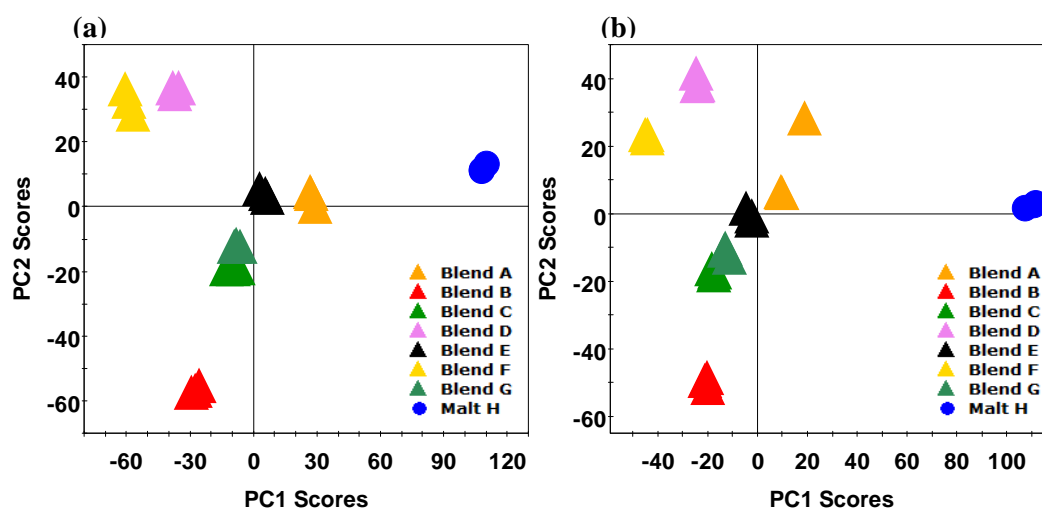 (a)
PC2 Scores
40
20
0
-20
-40
-60
-60 -30 0 30 60 90 120
PC1 Scores
Blend A
Blend B
Blend C
Blend D
Blend E
Blend F
Blend G
Malt H
(b)
PC2 Scores
40
20
0
-20
-40
-60
-40 -20 0 20 40 60 80 100
PC1 Scores
Blend A
Blend B
Blend C
Blend D
Blend E
Blend F
Blend G
Malt H